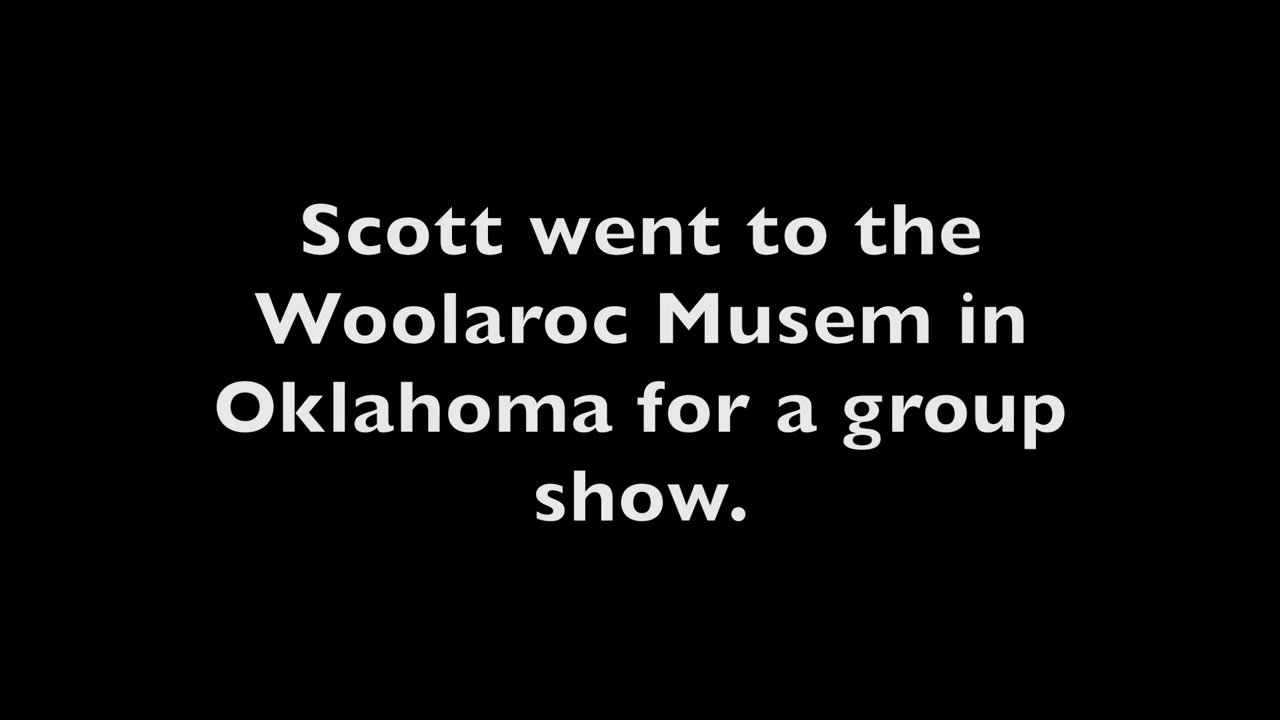 Scott went to the
Woolaroc Musem in
Oklahoma for a group
show.